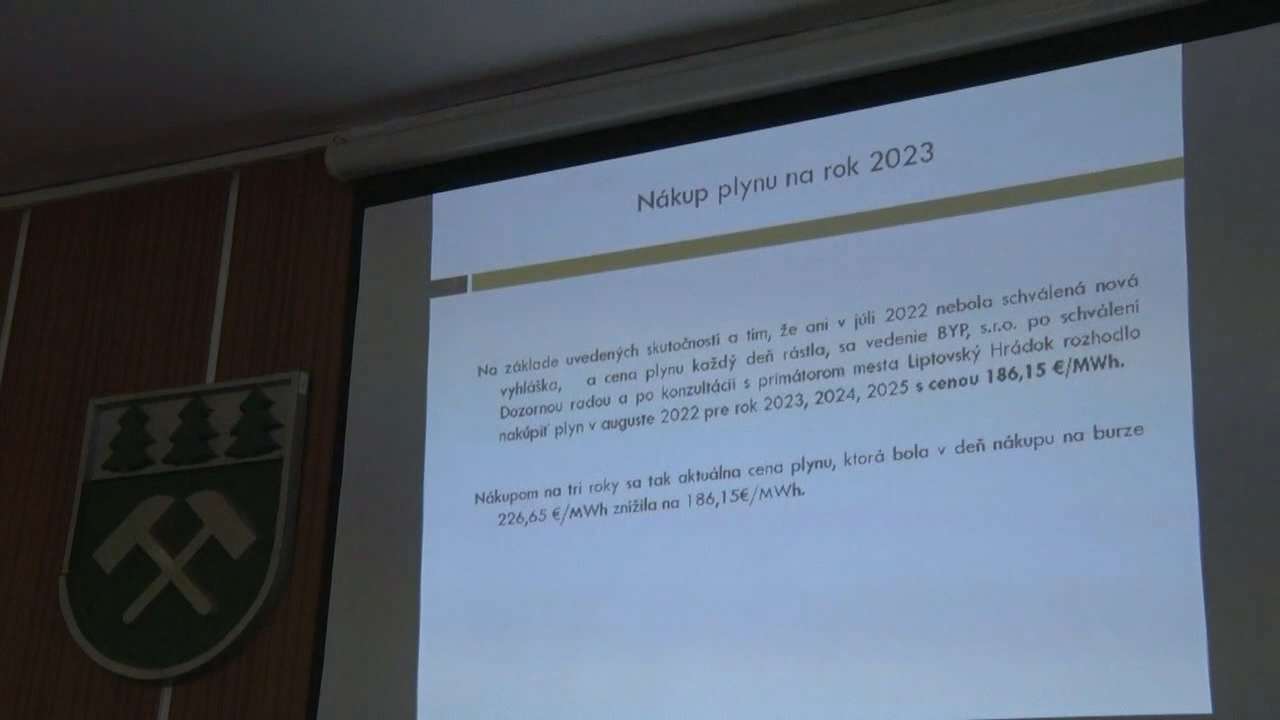 Nákup plynu na rok 2023
Na základe uvedených skutočností a tím, že ani v júli 2022 nebola schválená nová
vyhláška, a cena plynu každý deň rástla, sa vedenie BYP, s.r.o. po schválení
Dozornou radou a po konzultácii s primátorom mesta Liptovský Hrádok rozhodlo
nakúpiť plyn v auguste 2022 pre rok 2023, 2024, 2025 s cenou 186,15 €/MWh.
Nákupom na tri roky sa tak aktuálna cena plynu, ktorá bola v deň nákupu na burze
226,65 €/MWh znížila na 186,15€/MWh.